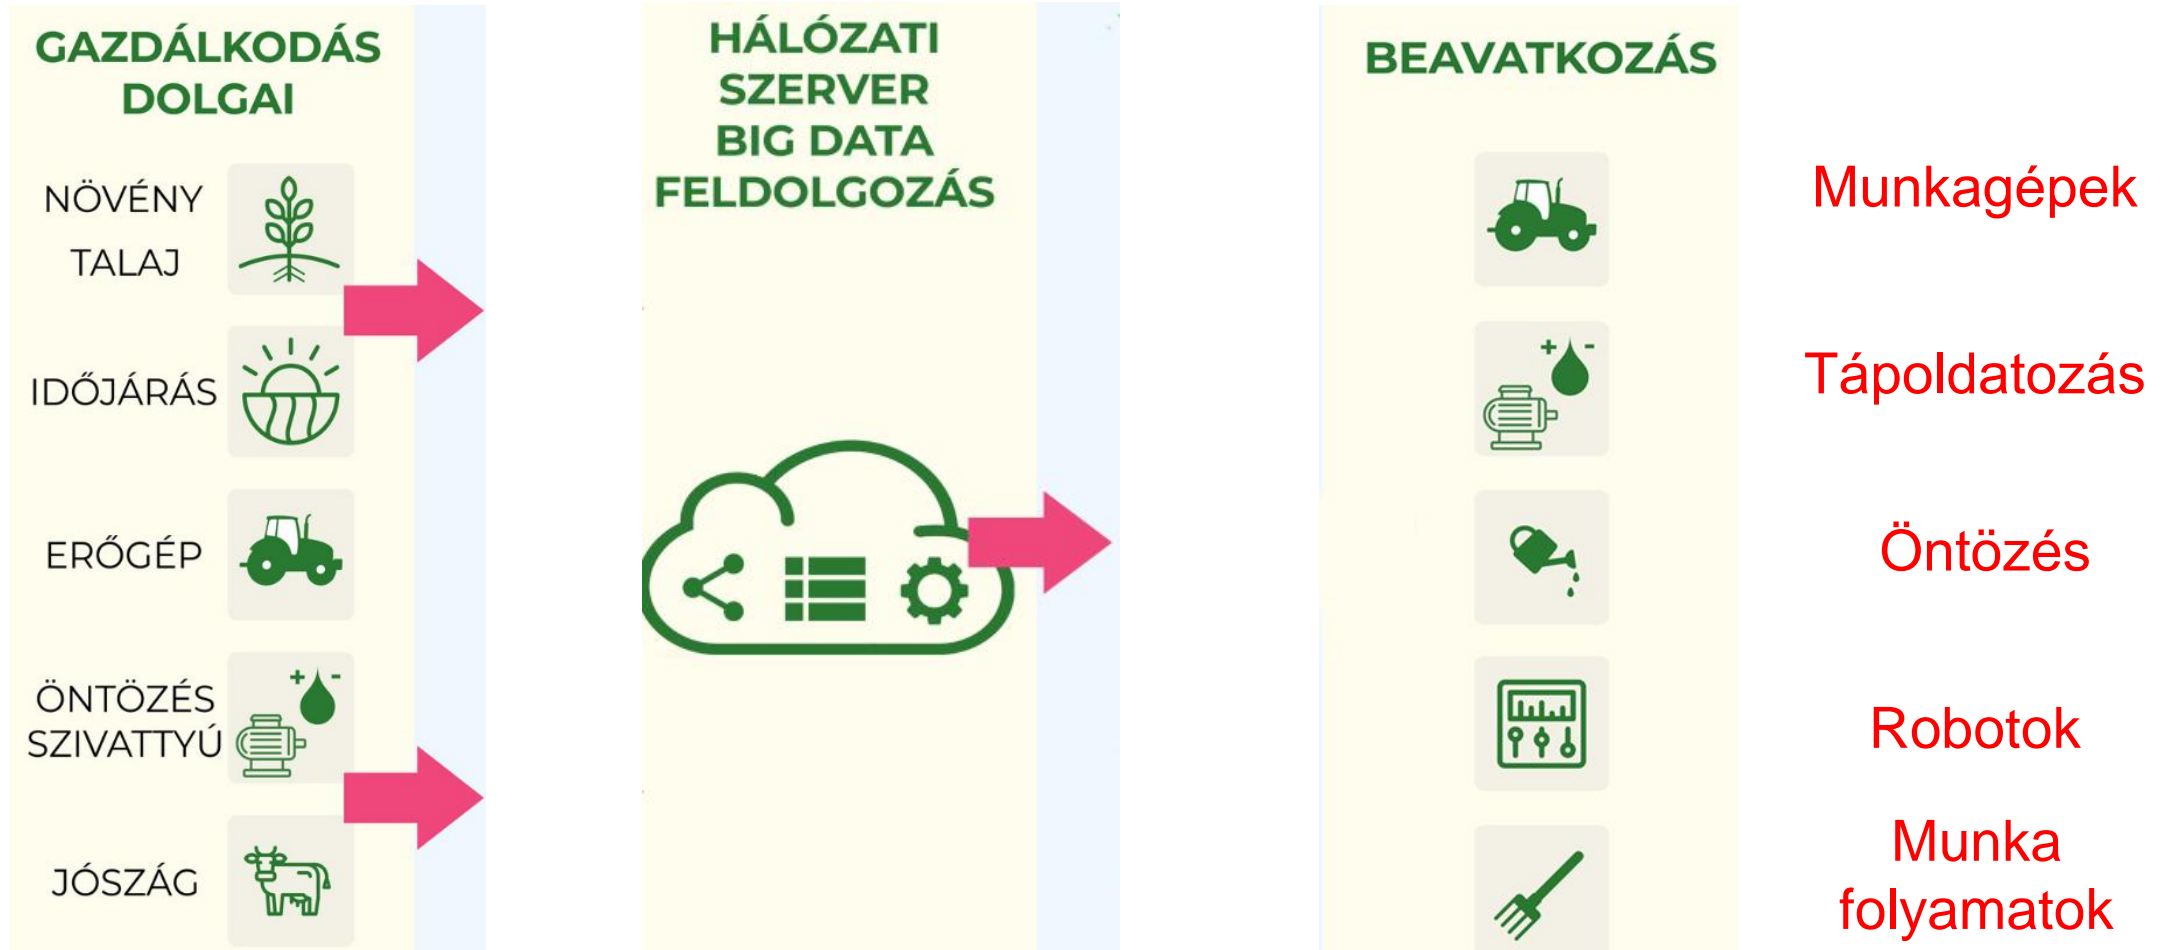 GAZDÁLKODÁS
DOLGAI
NÖVÉNY
TALAJ
IDŐJÁRÁS
ERŐGÉP
ÖNTÖZÉS
SZIVATTYÚ
JÓSZÁG
HÁLÓZATI
SZERVER
BIG DATA
FELDOLGOZÁS
BEAVATKOZÁS
Munkagépek
Tápoldatozás
Öntözés
Robotok
Munka
folyamatok